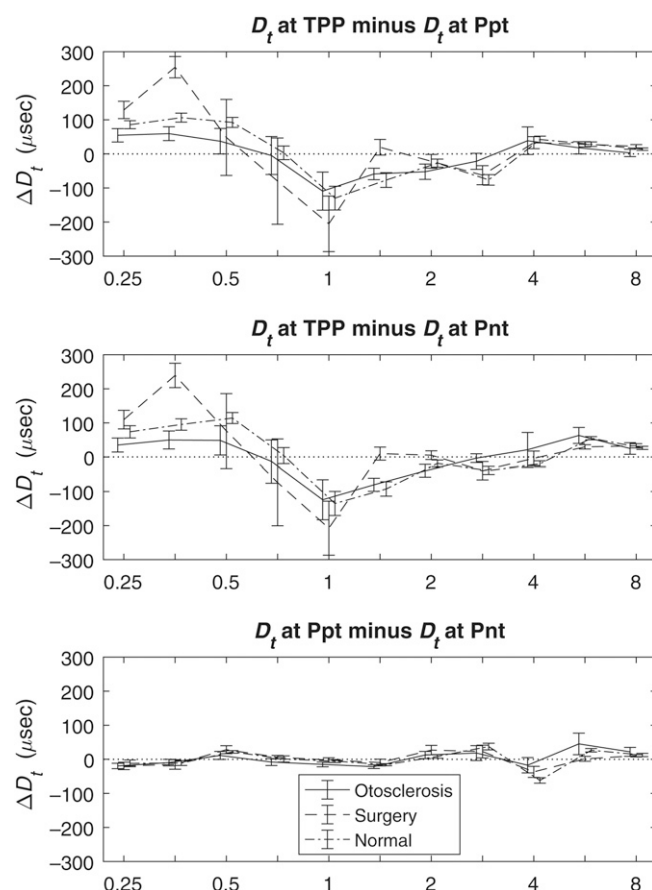 D_t at TPP minus D_t at Ppt
300
200
100
0
−100
−200
−300
ΔD_t (μsec)
0.25 0.5 1 2 4 8
D_t at TPP minus D_t at Pnt
300
200
100
0
−100
−200
−300
ΔD_t (μsec)
0.25 0.5 1 2 4 8
D_t at Ppt minus D_t at Pnt
300
200
100
0
−100
−200
−300
ΔD_t (μsec)
Otosclerosis
Surgery
Normal
0.25 0.5 1 2 4 8